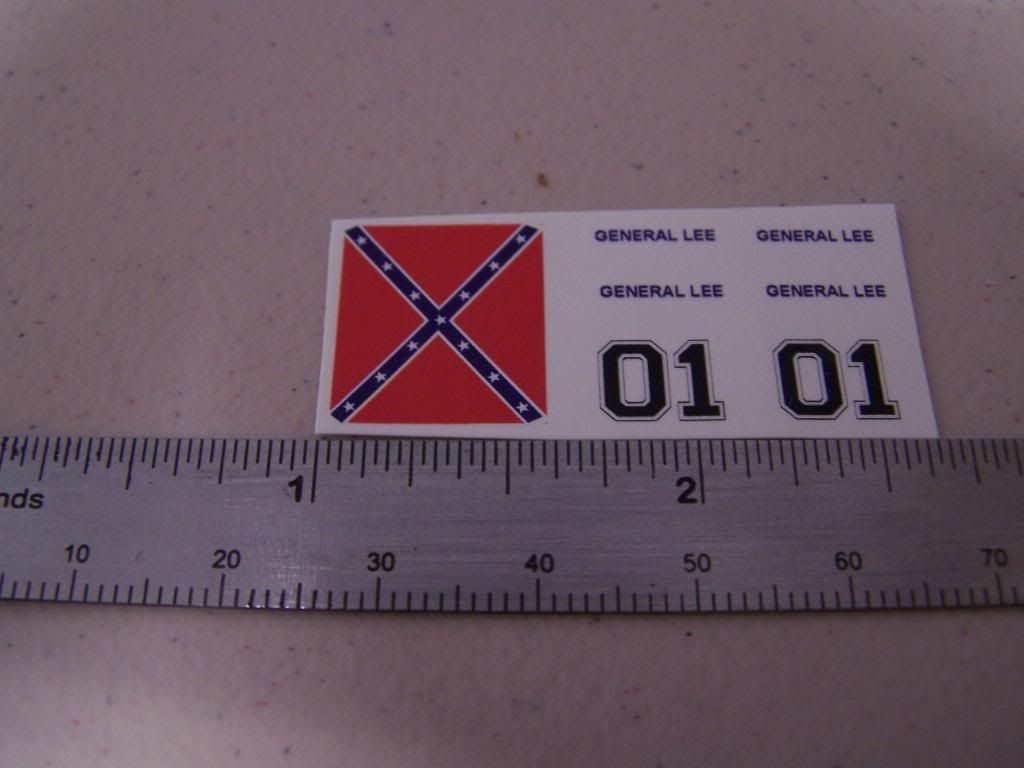 GENERAL LEE GENERAL LEE
GENERAL LEE GENERAL LEE
01 01
1 2
nds
10 20 30 40 50 60 70